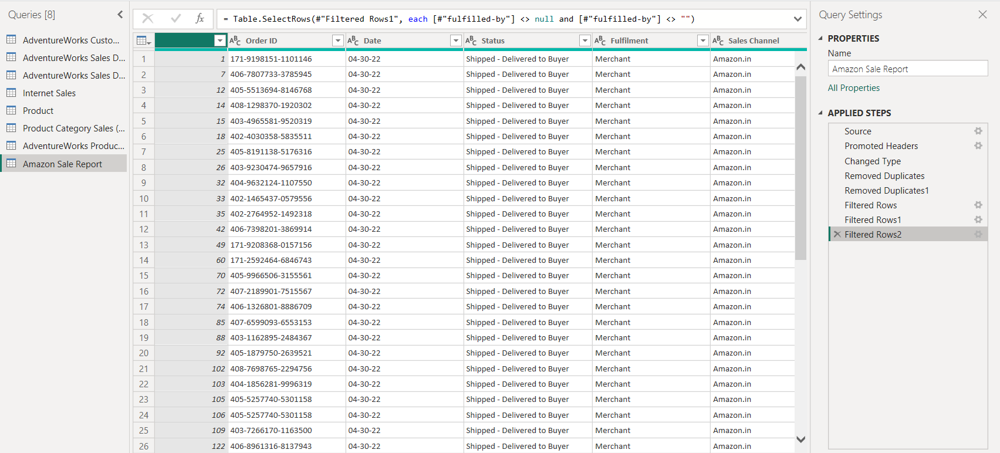 Queries [8]
AdventureWorks Custo...
AdventureWorks Sales D...
AdventureWorks Sales D...
Internet Sales
Product
Product Category Sales (...
AdventureWorks Produc...
Amazon Sale Report
fx
= Table.SelectRows(#"Filtered Rows1", each [#"fulfilled-by"] <> null and [#"fulfilled-by"] <> "")
ABC Order ID ABC Date ABC Status ABC Fulfilment ABC Sales Channel
1 1 171-9198151-1101146 04-30-22 Shipped - Delivered to Buyer Merchant Amazon.in
2 7 406-7807733-3785945 04-30-22 Shipped - Delivered to Buyer Merchant Amazon.in
3 12 405-5513694-8146768 04-30-22 Shipped - Delivered to Buyer Merchant Amazon.in
4 14 408-1298370-1920302 04-30-22 Shipped - Delivered to Buyer Merchant Amazon.in
5 15 403-4965581-9520319 04-30-22 Shipped - Delivered to Buyer Merchant Amazon.in
6 18 402-4030358-5835511 04-30-22 Shipped - Delivered to Buyer Merchant Amazon.in
7 25 405-8191138-5176316 04-30-22 Shipped - Delivered to Buyer Merchant Amazon.in
8 26 403-9230474-9657916 04-30-22 Shipped - Delivered to Buyer Merchant Amazon.in
9 32 404-9632124-1107550 04-30-22 Shipped - Delivered to Buyer Merchant Amazon.in
10 33 402-1465437-0579556 04-30-22 Shipped - Delivered to Buyer Merchant Amazon.in
11 35 402-2764952-1492318 04-30-22 Shipped - Delivered to Buyer Merchant Amazon.in
12 42 406-7398201-3869914 04-30-22 Shipped - Delivered to Buyer Merchant Amazon.in
13 49 171-9208368-0157156 04-30-22 Shipped - Delivered to Buyer Merchant Amazon.in
14 60 171-2592464-6846743 04-30-22 Shipped - Delivered to Buyer Merchant Amazon.in
15 70 405-9966506-3155561 04-30-22 Shipped - Delivered to Buyer Merchant Amazon.in
16 72 407-2189901-7515567 04-30-22 Shipped - Delivered to Buyer Merchant Amazon.in
17 74 406-1326801-8886709 04-30-22 Shipped - Delivered to Buyer Merchant Amazon.in
18 85 407-6599093-6553153 04-30-22 Shipped - Delivered to Buyer Merchant Amazon.in
19 88 403-1162895-2484367 04-30-22 Shipped - Delivered to Buyer Merchant Amazon.in
20 92 405-1879750-2639521 04-30-22 Shipped - Delivered to Buyer Merchant Amazon.in
21 102 408-7698765-2294756 04-30-22 Shipped - Delivered to Buyer Merchant Amazon.in
22 103 404-1856281-9996319 04-30-22 Shipped - Delivered to Buyer Merchant Amazon.in
23 105 405-5257740-5301158 04-30-22 Shipped - Delivered to Buyer Merchant Amazon.in
24 106 405-5257740-5301158 04-30-22 Shipped - Delivered to Buyer Merchant Amazon.in
25 109 403-7266170-1163500 04-30-22 Shipped - Delivered to Buyer Merchant Amazon.in
26 122 406-8961316-8137943 04-30-22 Shipped - Delivered to Buyer Merchant Amazon.in
Query Settings
PROPERTIES
Name
Amazon Sale Report
All Properties
APPLIED STEPS
Source
Promoted Headers
Changed Type
Removed Duplicates
Removed Duplicates1
Filtered Rows
Filtered Rows1
Filtered Rows2